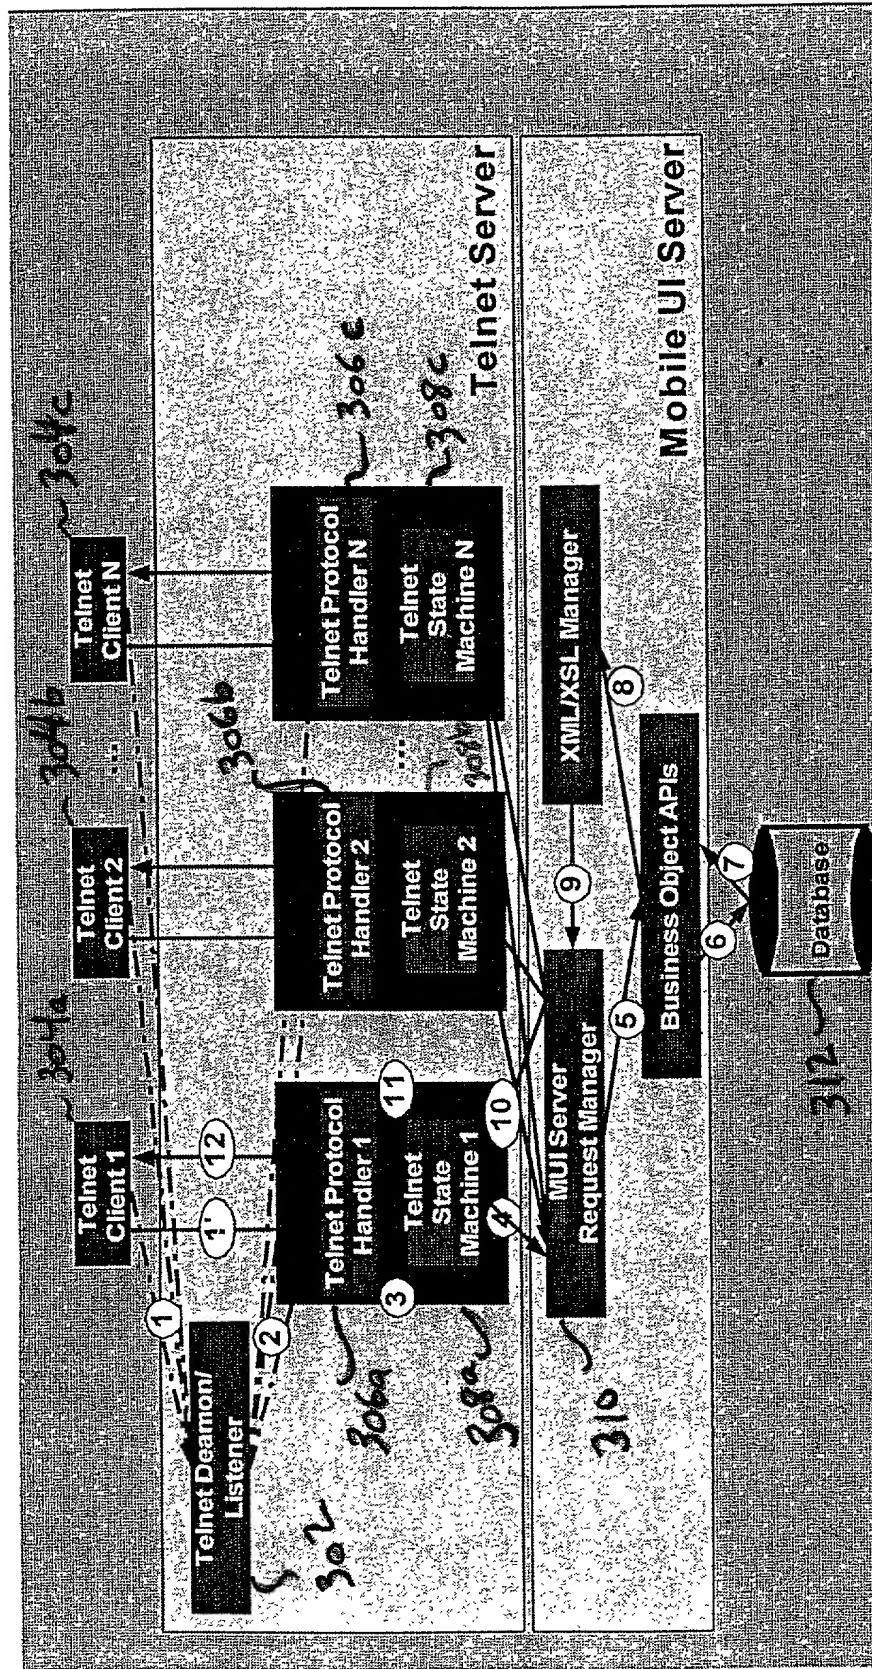 304a
304b
304c
Telnet
Client 1
Telnet
Client 2
...
Telnet
Client N
1
1'
12
Telnet Deamon/
Listener
302
2
306b
Telnet Protocol
Handler 1
Telnet Protocol
Handler 2
Telnet Protocol
Handler N
306a
306c
3
11
...
Telnet
State
Machine 1
Telnet
State
Machine 2
Telnet
State
Machine N
308a
308b
308c
4
10
Telnet Server
MUI Server
Request Manager
9
XML/XSL Manager
310
5
8
Business Object APIs
Mobile UI Server
6
7
Database
312